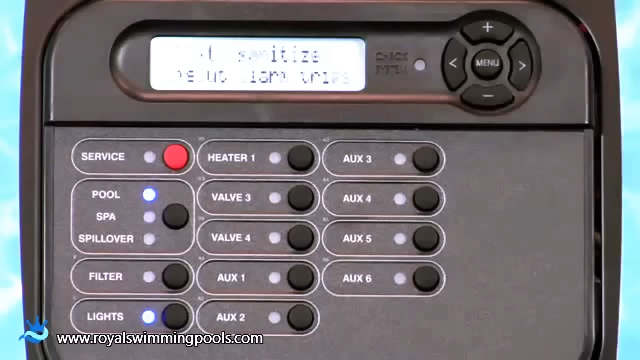 sanitize
CHECK
SYSTEM
+
< MENU >
−
SERVICE
HEATER 1
AUX 3
POOL
SPA
SPILLOVER
VALVE 3
AUX 4
VALVE 4
AUX 5
FILTER
AUX 1
AUX 6
LIGHTS
AUX 2
www.royalswimmingpools.com